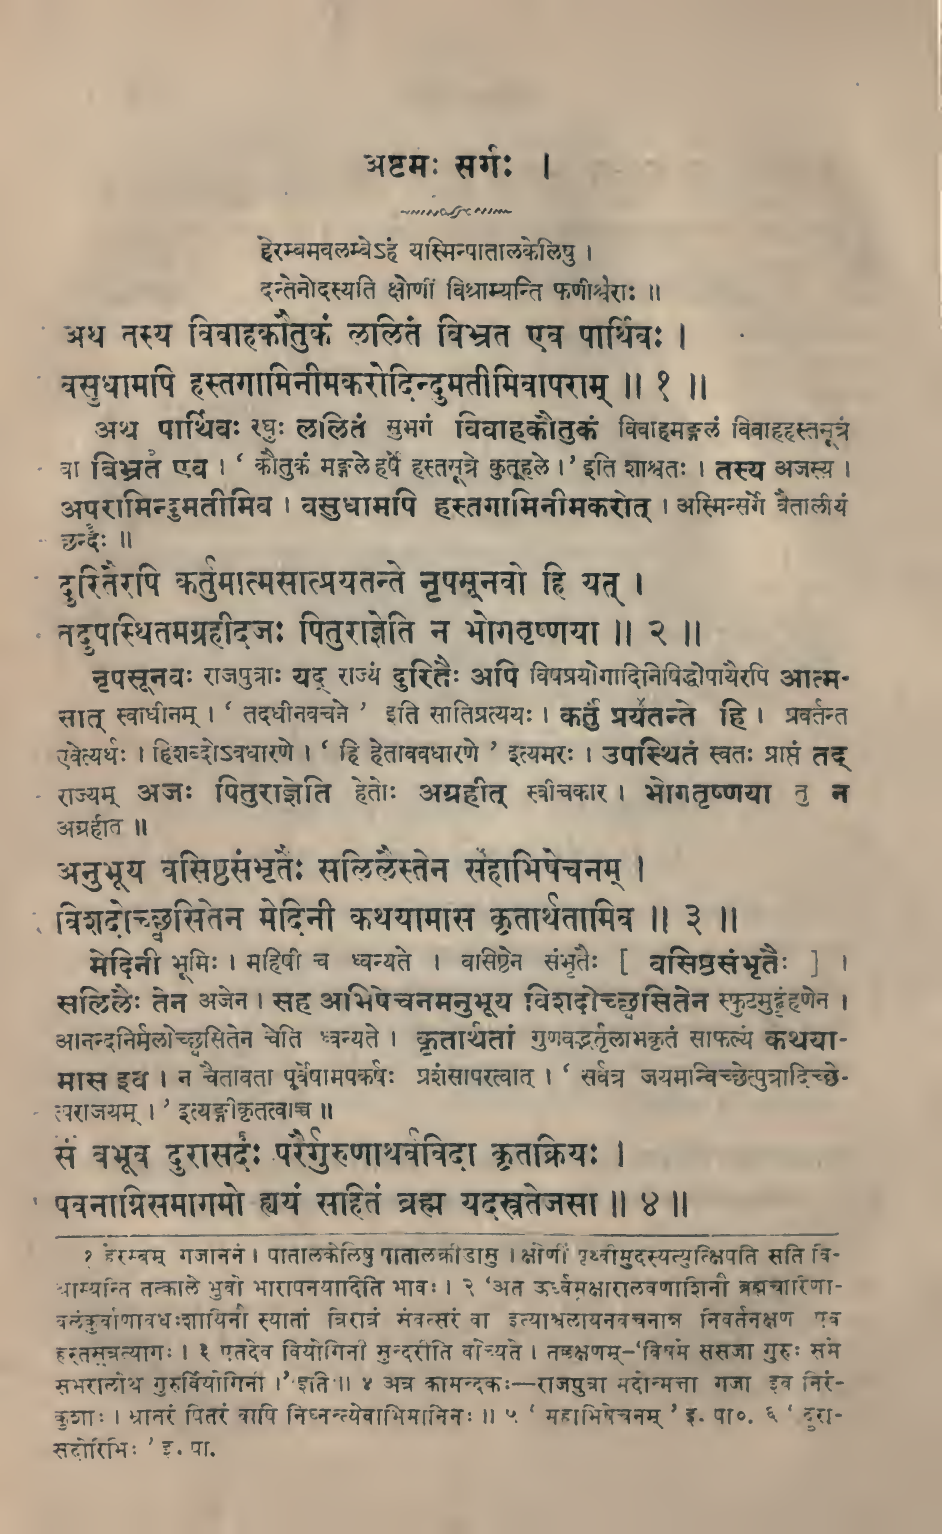 अष्टमः सर्गः ।
हेरम्बमवलम्बेऽहं यस्मिन्पातालकेलिषु ।
दन्तेनोदस्यति क्षोणीं विश्राम्यन्ति फणीश्वराः ॥
अथ तस्य विवाहकौतुकं ललितं बिभ्रत एव पार्थिवः ।
वसुधामपि हस्तगामिनीमकरोदिन्दुमतीमिवापराम् ॥ १ ॥
अथ पार्थिवः रघुः ललितं सुभगं विवाहकौतुकं विवाहमङ्गलं विवाहहस्तसूत्रं
वा बिभ्रत एव । ‘ कौतुकं मङ्गले हर्षे हस्तसूत्रे कुतूहले ।’ इति शाश्वतः । तस्य अजस्य ।
अपरामिन्दुमतीमिव । वसुधामपि हस्तगामिनीमकरोत् । अस्मिन्सर्गे वैतालीयं
छन्दः ॥
दुरितैरपि कर्तुमात्मसात्प्रयतन्ते नृपसूनवो हि यत् ।
तदुपस्थितमग्रहीदजः पितुराज्ञेति न भोगतृष्णया ॥ २ ॥
नृपसूनवः राजपुत्राः यद् राज्यं दुरितैः अपि विषप्रयोगादिनिषिद्धोपायैरपि आत्म-
सात् स्वाधीनम् । ‘ तदधीनवचने ’ इति सातिप्रत्ययः । कर्तुं प्रयतन्ते हि । प्रवर्तन्त
एवेत्यर्थः । हिशब्दोऽवधारणे । ‘ हि हेताववधारणे ’ इत्यमरः । उपस्थितं स्वतः प्राप्तं तद्
राज्यम् अजः पितुराज्ञेति हेतोः अग्रहीत् स्वीचकार । भोगतृष्णया तु न
अग्रहीत ॥
अनुभूय वसिष्ठसंभृतैः सलिलैस्तेन सहाभिषेचनम् ।
विशदोच्छ्वसितेन मेदिनी कथयामास कृतार्थतामिव ॥ ३ ॥
मेदिनी भूमिः । महिषी च ध्वन्यते । वसिष्ठेन संभृतैः [ वसिष्ठसंभृतैः ] ।
सलिलैः तेन अजेन । सह अभिषेचनमनुभूय विशदोच्छ्वसितेन स्फुटमुद्बृंहणेन ।
आनन्दनिर्मलोच्छ्वसितेन चेति ध्वन्यते । कृतार्थतां गुणवद्भर्तृलाभकृतं साफल्यं कथया-
मास इव । न चैतावता पूर्वेषामपकर्षः प्रशंसापरत्वात् । ‘ सर्वत्र जयमान्विच्छेत्पुत्रादिच्छे-
त्पराजयम् । ’ इत्यङ्गीकृतत्वाच्च ॥
स बभूव दुरासदः परैर्गुरुणाथर्वविदा कृतक्रियः ।
पवनाग्निसमागमो ह्ययं सहितं ब्रह्म यदस्त्रतेजसा ॥ ४ ॥
१ हेरम्बम् गजाननं । पातालकेलिषु पातालक्रीडासु । क्षोणीं पृथ्वीमुदस्यत्युत्क्षिपति सति वि-
श्राम्यन्ति तत्काले भुवो भारापनयादिति भावः । २ ‘अत ऊर्ध्वमक्षारालवणाशिनौ ब्रह्मचारिणा-
वलंकुर्वाणावधःशायिनौ स्यातां त्रिरात्रं संवत्सरं वा इत्याश्वलायनवचनान्न निवर्तनक्षण एव
हस्तसूत्रत्यागः । ३ एतदेव वियोगिनी सुन्दरीति चोच्यते । तल्लक्षणम्–‘विषमे ससजा गुरुः समे
सभरालोथ गुरुर्वियोगिनी ।’ इति ॥ ४ अत्र कामन्दकः—राजपुत्रा मदोन्मत्ता गजा इव निरं-
कुशाः । भ्रातरं पितरं वापि निघ्नन्त्येवाभिमानिनः ॥ ५ ‘ महाभिषेचनम् ’ इ. पा०. ६ ‘ दुरा-
सदोरिभिः ’ इ. पा.